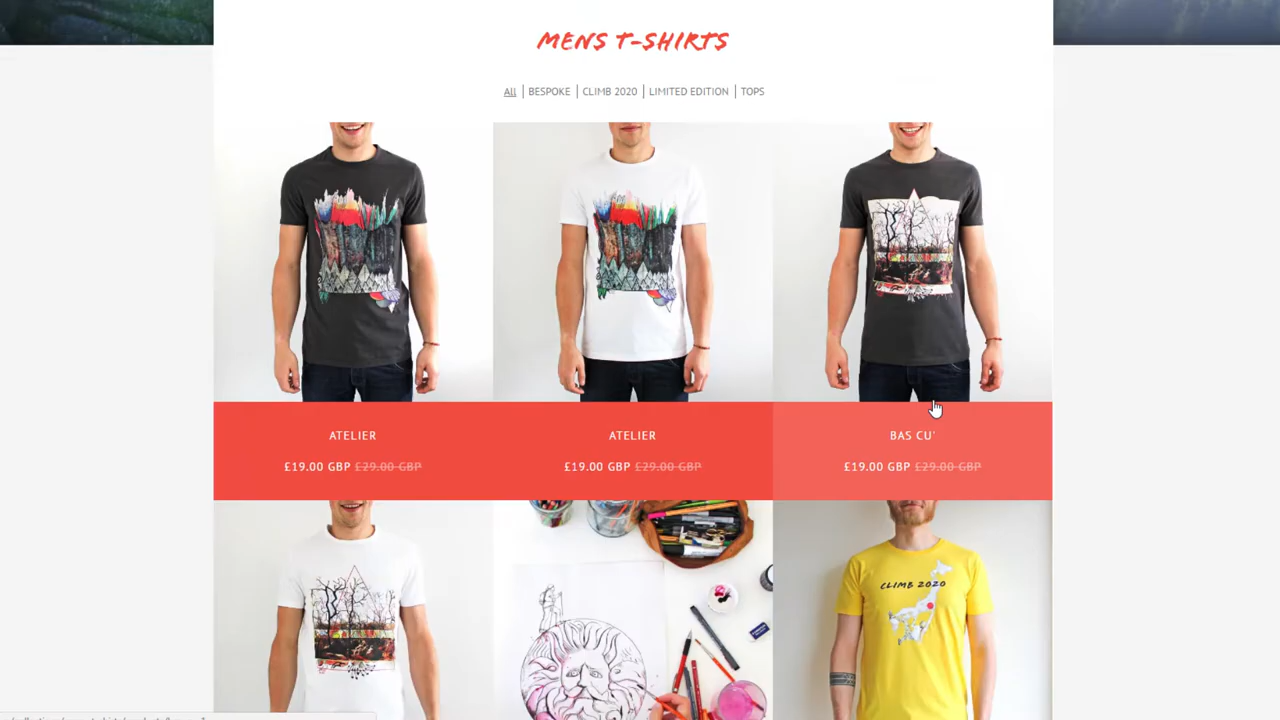 MENS T-SHIRTS
All | BESPOKE | CLIMB 2020 | LIMITED EDITION | TOPS
ATELIER
£19.00 GBP £29.00 GBP
ATELIER
£19.00 GBP £29.00 GBP
BAS CU'
£19.00 GBP £29.00 GBP
CLIMB 2020